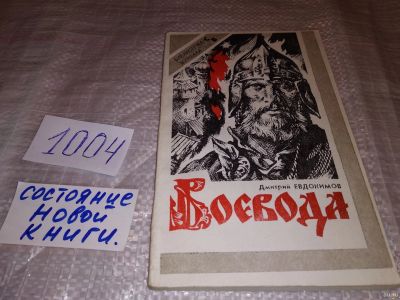 1004
СОСТОЯНИЕ
НОВОЙ
КНИГИ.
Дмитрий ЕВДОКИМОВ
Воевода